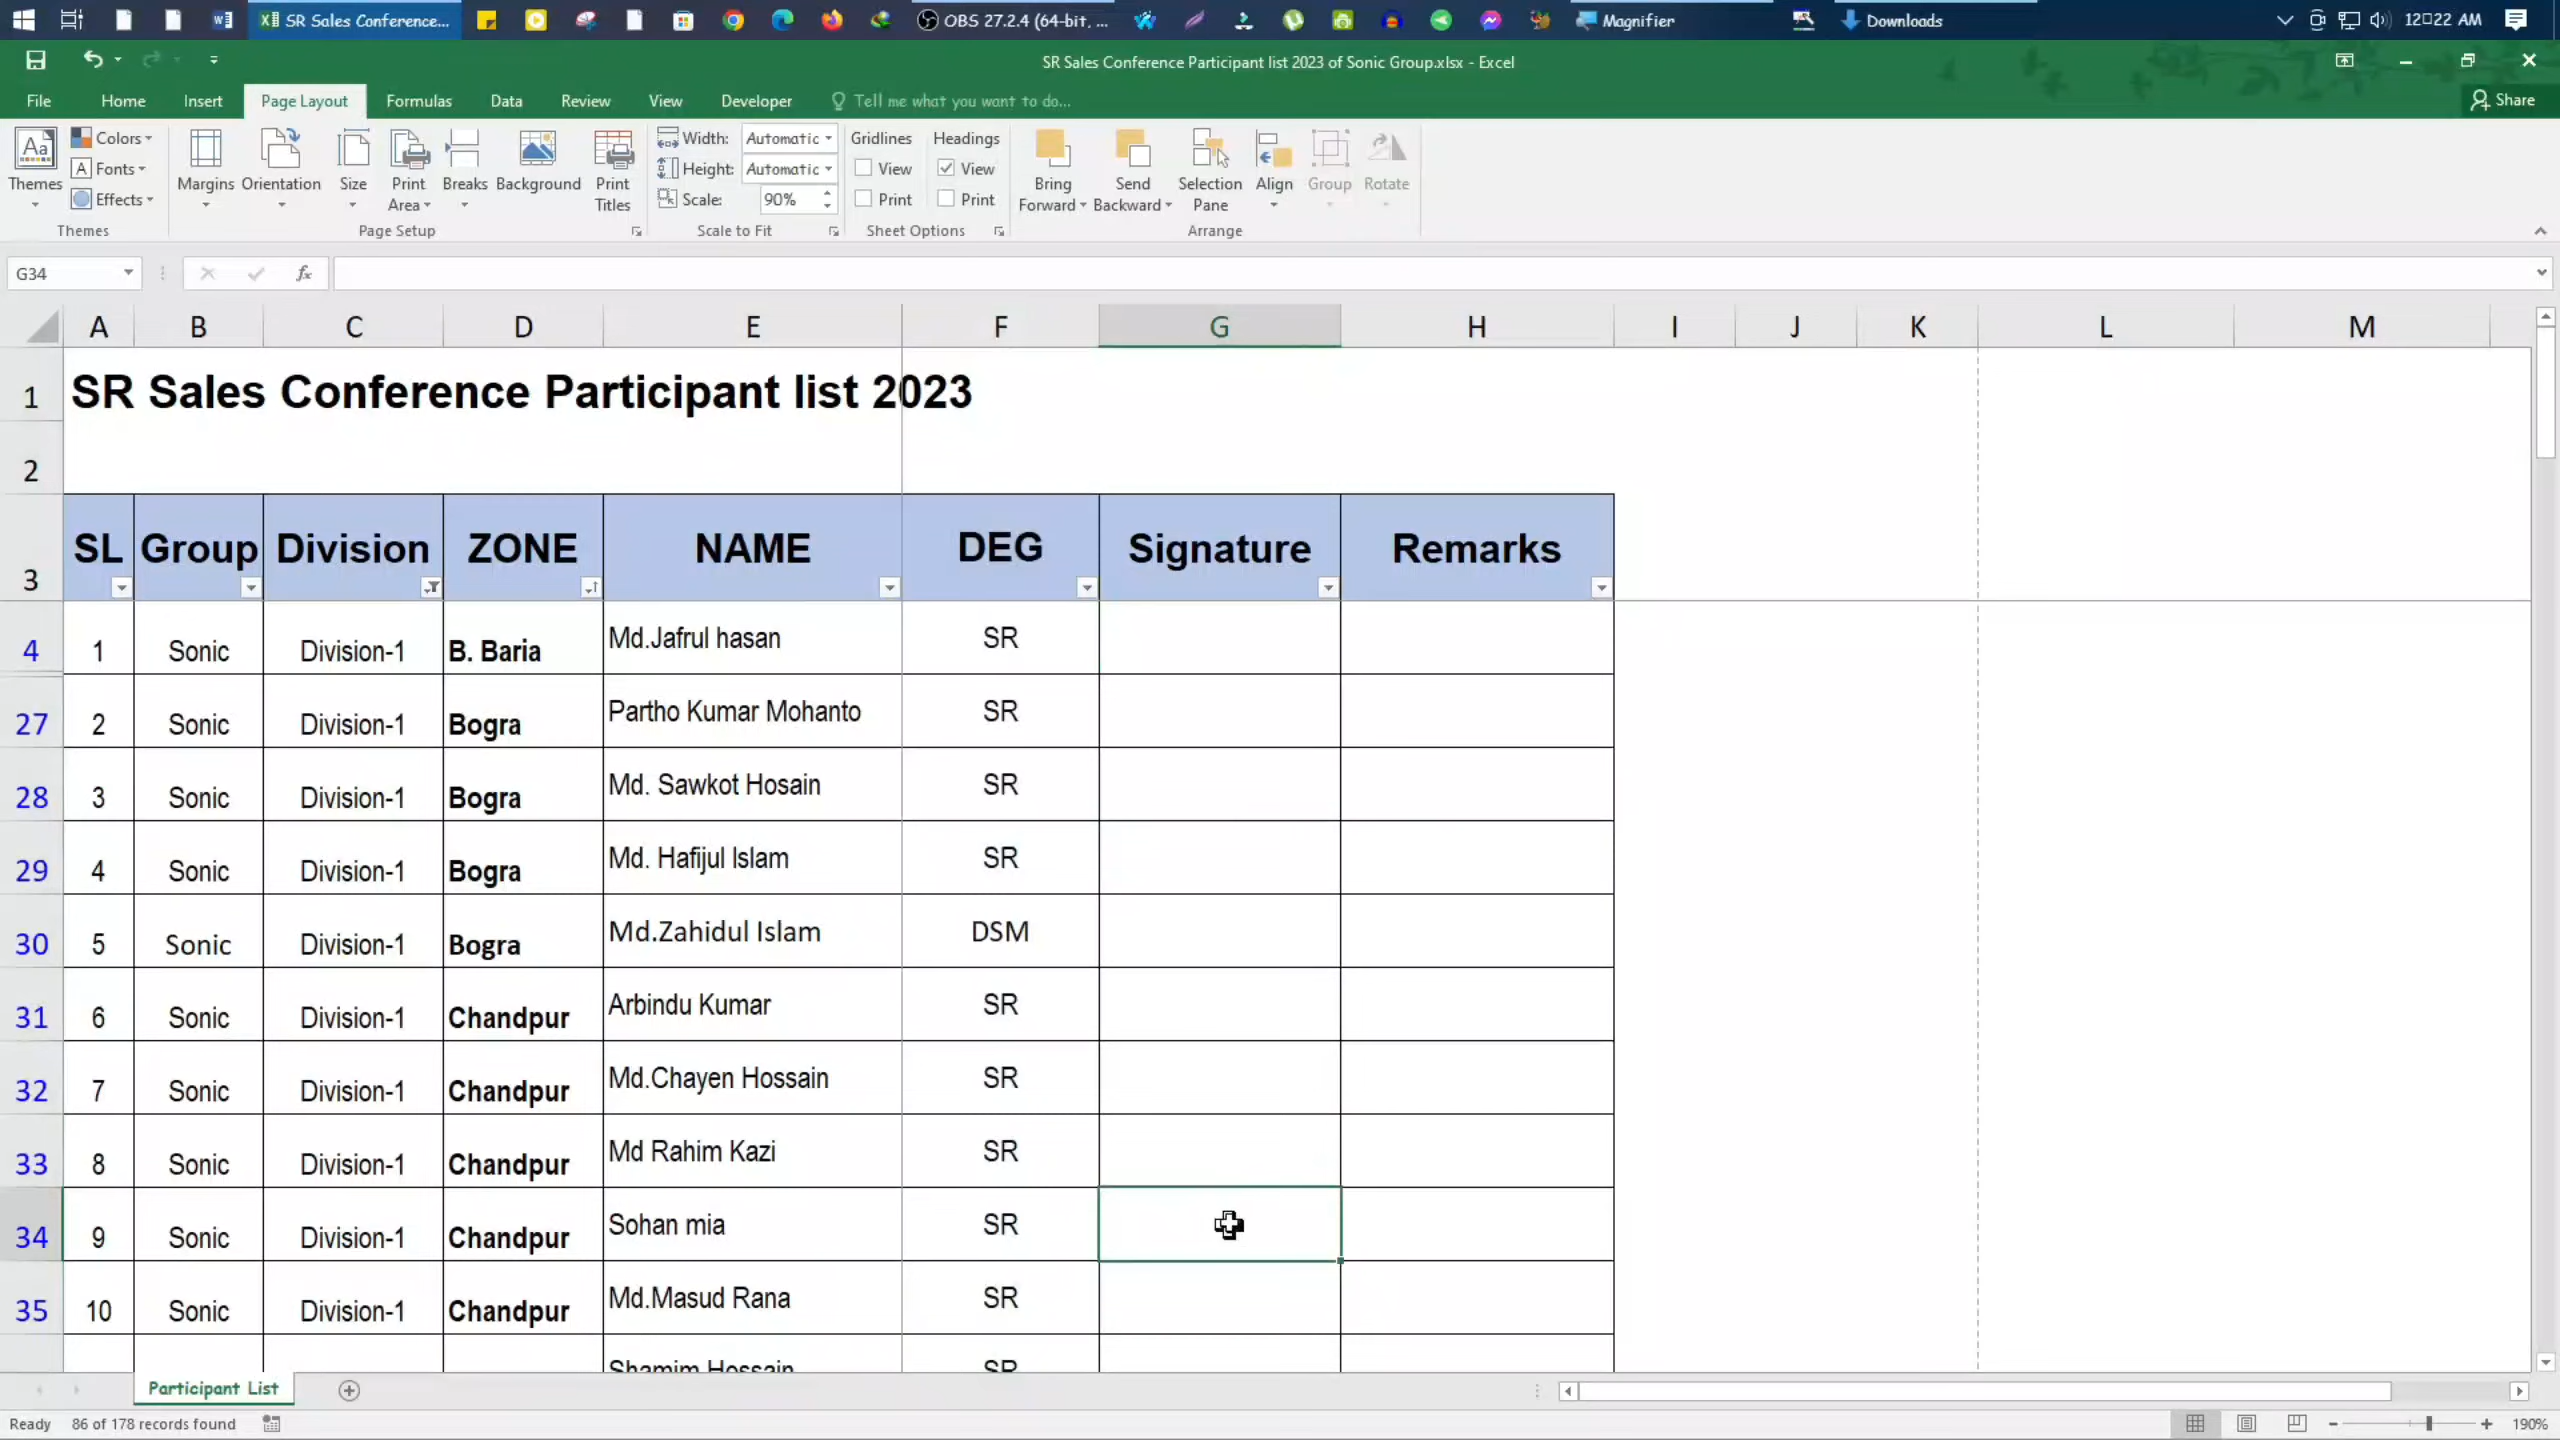 SR Sales Conference... OBS 27.2.4 (64-bit, ... Magnifier Downloads 12:22 AM
SR Sales Conference Participant list 2023 of Sonic Group.xlsx - Excel
File Home Insert Page Layout Formulas Data Review View Developer Tell me what you want to do... Share
Colors Width: Automatic Gridlines Headings
Fonts Height: Automatic View View
Themes Margins Orientation Size Print Area Breaks Background Print Titles Bring Forward Send Backward Selection Pane Align Group Rotate
Effects Scale: 90% Print Print
Themes Page Setup Scale to Fit Sheet Options Arrange
G34 fx
A B C D E F G H I J K L M
1 SR Sales Conference Participant list 2023
2
3 SL Group Division ZONE NAME DEG Signature Remarks
4 1 Sonic Division-1 B. Baria Md.Jafrul hasan SR
27 2 Sonic Division-1 Bogra Partho Kumar Mohanto SR
28 3 Sonic Division-1 Bogra Md. Sawkot Hosain SR
29 4 Sonic Division-1 Bogra Md. Hafijul Islam SR
30 5 Sonic Division-1 Bogra Md.Zahidul Islam DSM
31 6 Sonic Division-1 Chandpur Arbindu Kumar SR
32 7 Sonic Division-1 Chandpur Md.Chayen Hossain SR
33 8 Sonic Division-1 Chandpur Md Rahim Kazi SR
34 9 Sonic Division-1 Chandpur Sohan mia SR
35 10 Sonic Division-1 Chandpur Md.Masud Rana SR
Shamim Hossain SR
Participant List
Ready 86 of 178 records found 190%